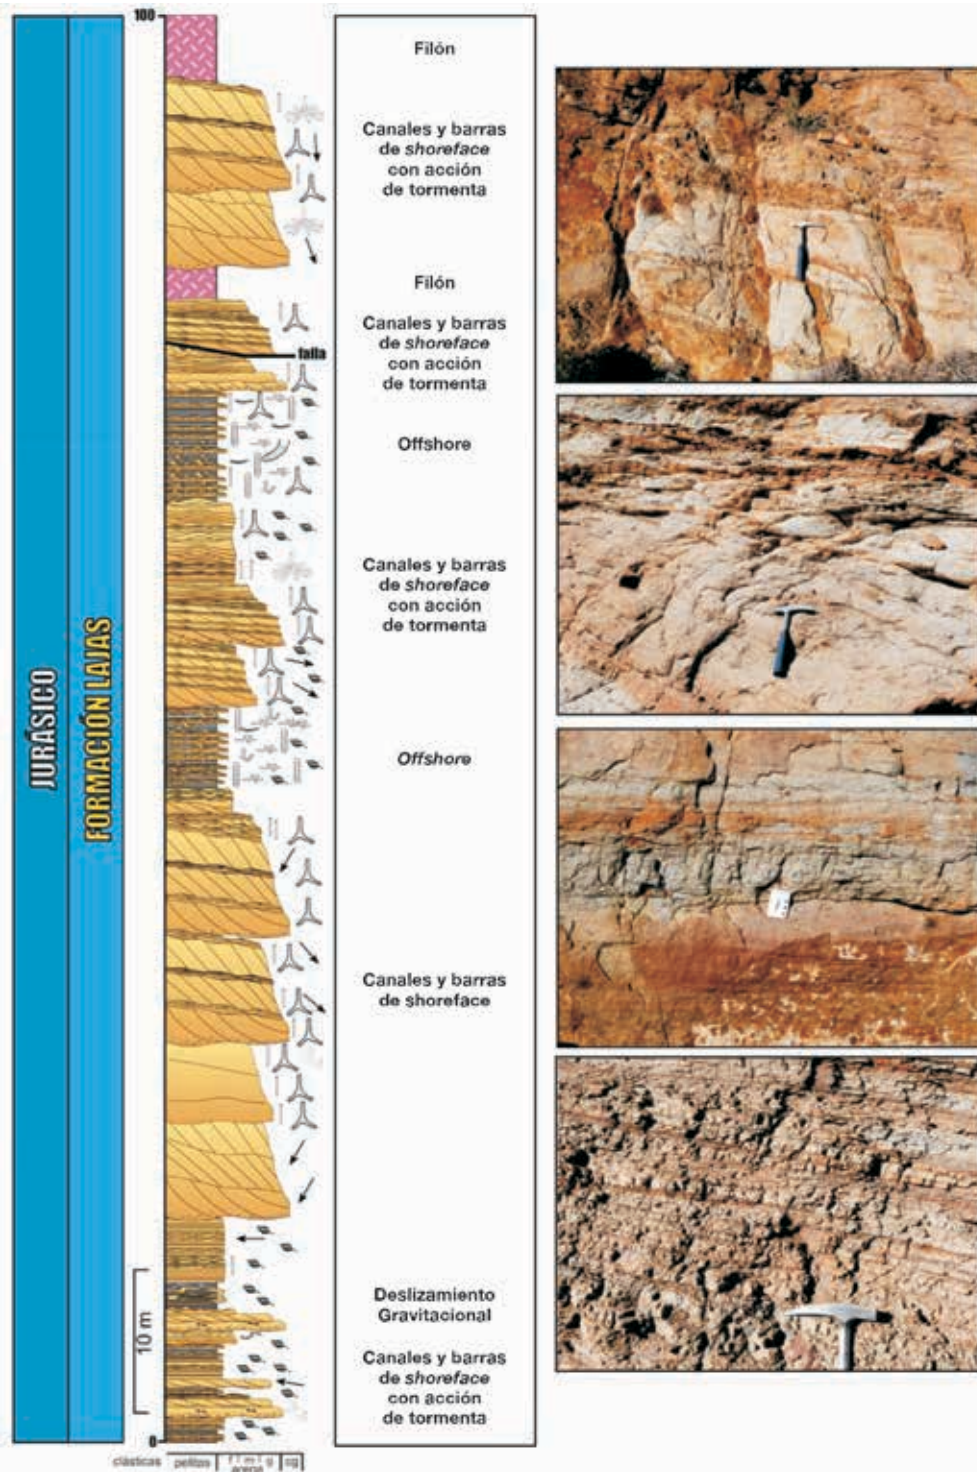 100
JURÁSICO
FORMACIÓN LAJAS
Filón
Canales y barras
de shoreface
con acción
de tormenta
Filón
Canales y barras
de shoreface
con acción
de tormenta
falla
Offshore
Canales y barras
de shoreface
con acción
de tormenta
Offshore
Canales y barras
de shoreface
Deslizamiento
Gravitacional
Canales y barras
de shoreface
con acción
de tormenta
10 m
0
clásticas pelitas f m g sg
arena